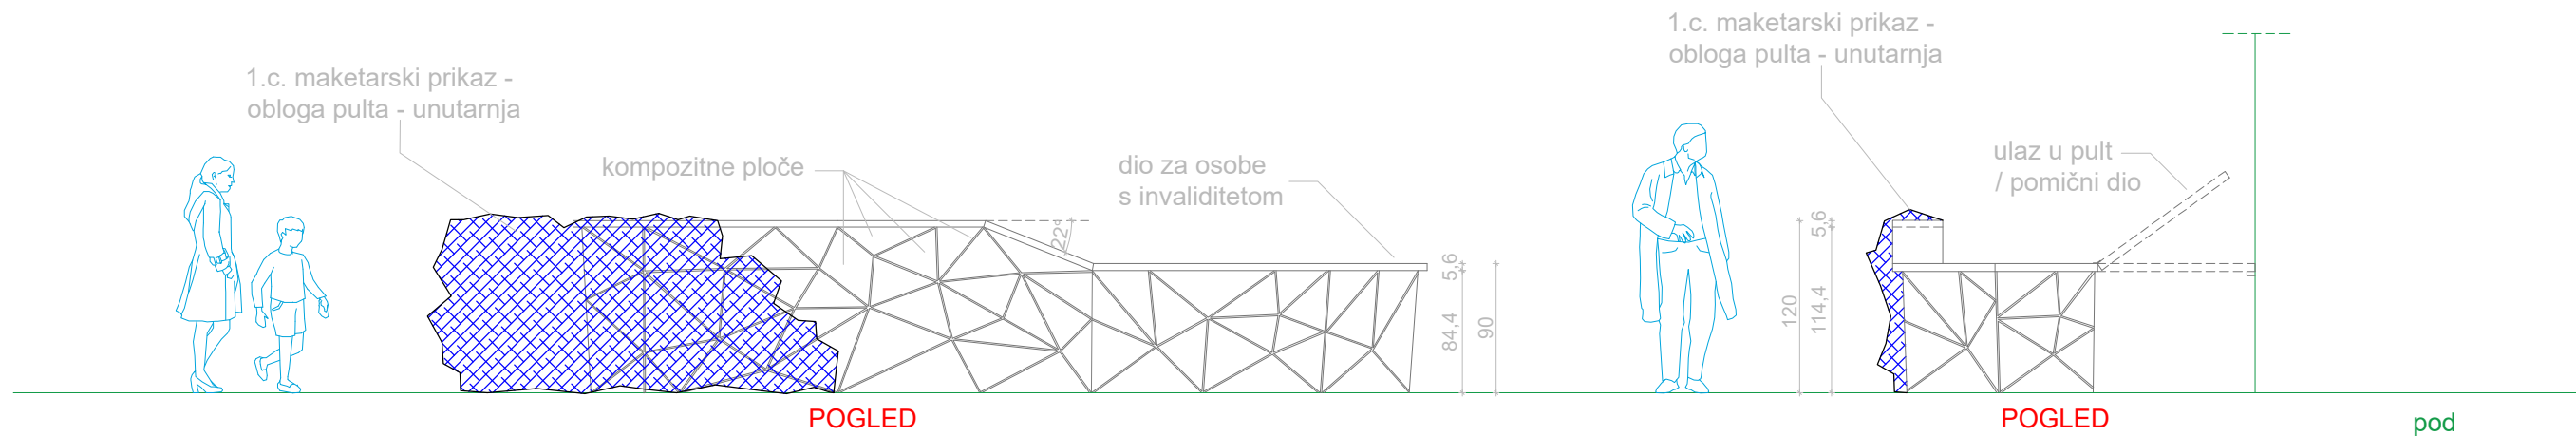 1.c. maketarski prikaz -
obloga pulta - unutarnja
kompozitne ploče
dio za osobe
s invaliditetom
22°
5,6
84,4
90
POGLED
1.c. maketarski prikaz -
obloga pulta - unutarnja
ulaz u pult
/ pomični dio
5,6
120
114,4
POGLED
pod